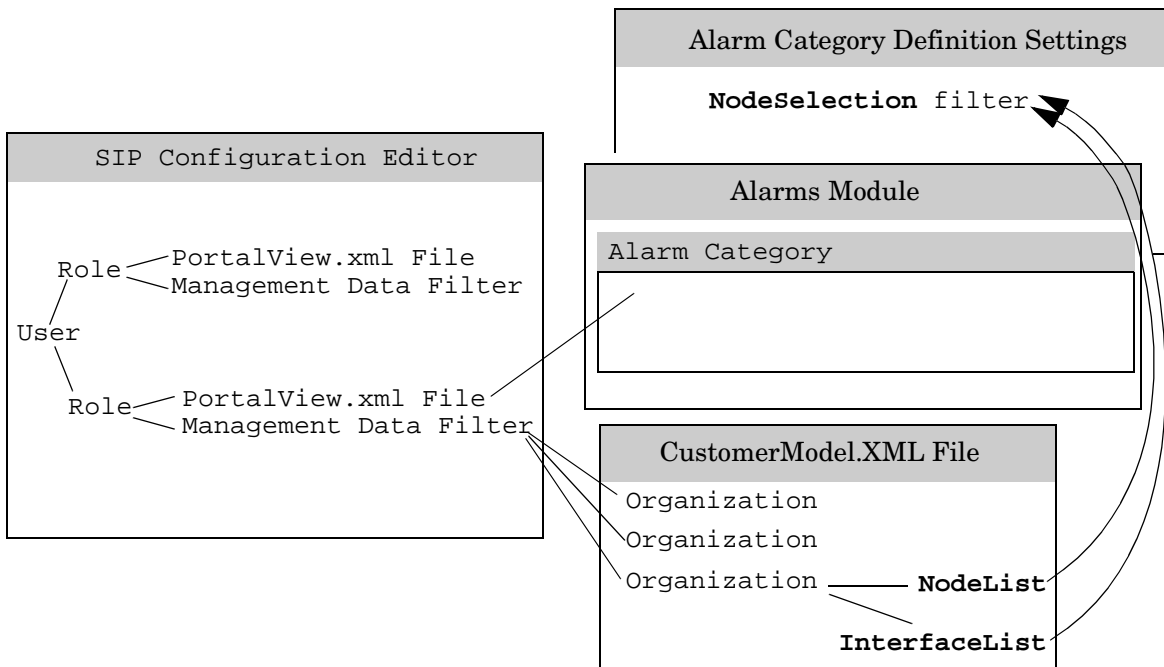 Alarm Category Definition Settings
NodeSelection filter
SIP Configuration Editor
Role
PortalView.xml File
Management Data Filter
User
Role
PortalView.xml File
Management Data Filter
Alarms Module
Alarm Category
CustomerModel.XML File
Organization
Organization
Organization
NodeList
InterfaceList